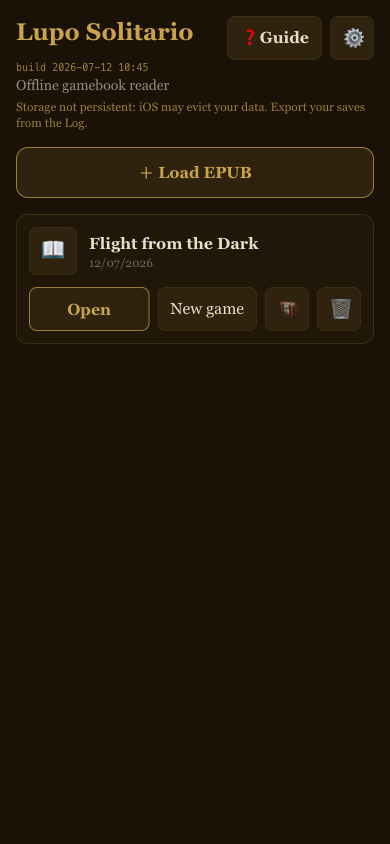 Lupo Solitario
❓Guide
build 2026-07-12 10:45
Offline gamebook reader
Storage not persistent: iOS may evict your data. Export your saves
from the Log.
+ Load EPUB
Flight from the Dark
12/07/2026
Open
New game